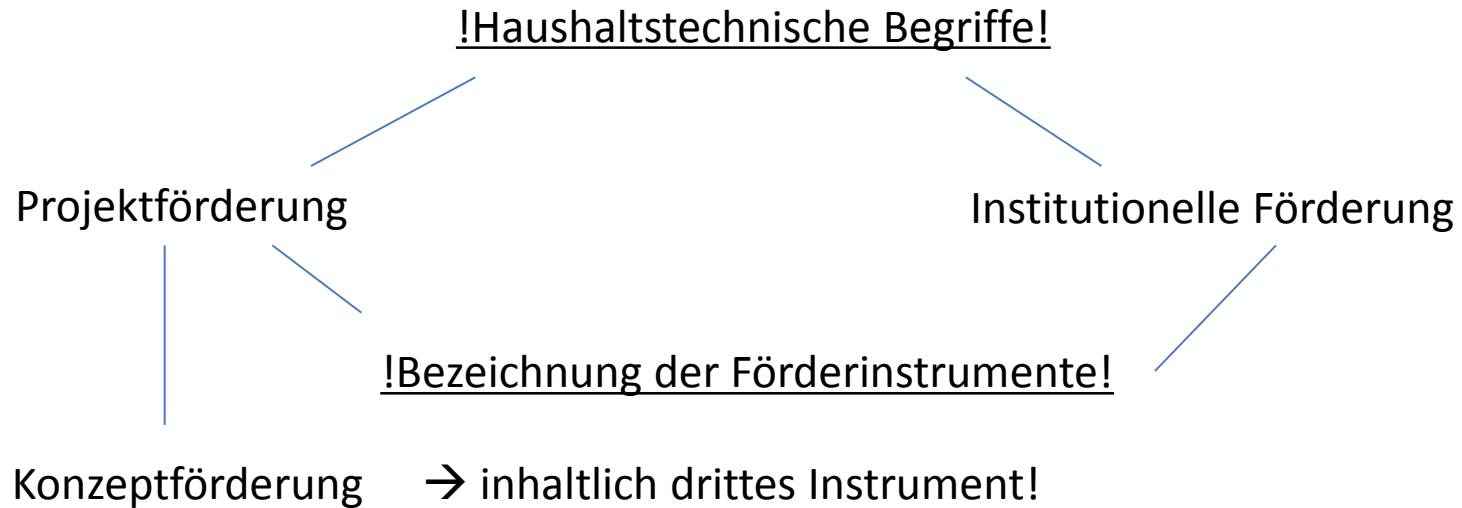 !Haushaltstechnische Begriffe!
Projektförderung
Institutionelle Förderung
!Bezeichnung der Förderinstrumente!
Konzeptförderung → inhaltlich drittes Instrument!